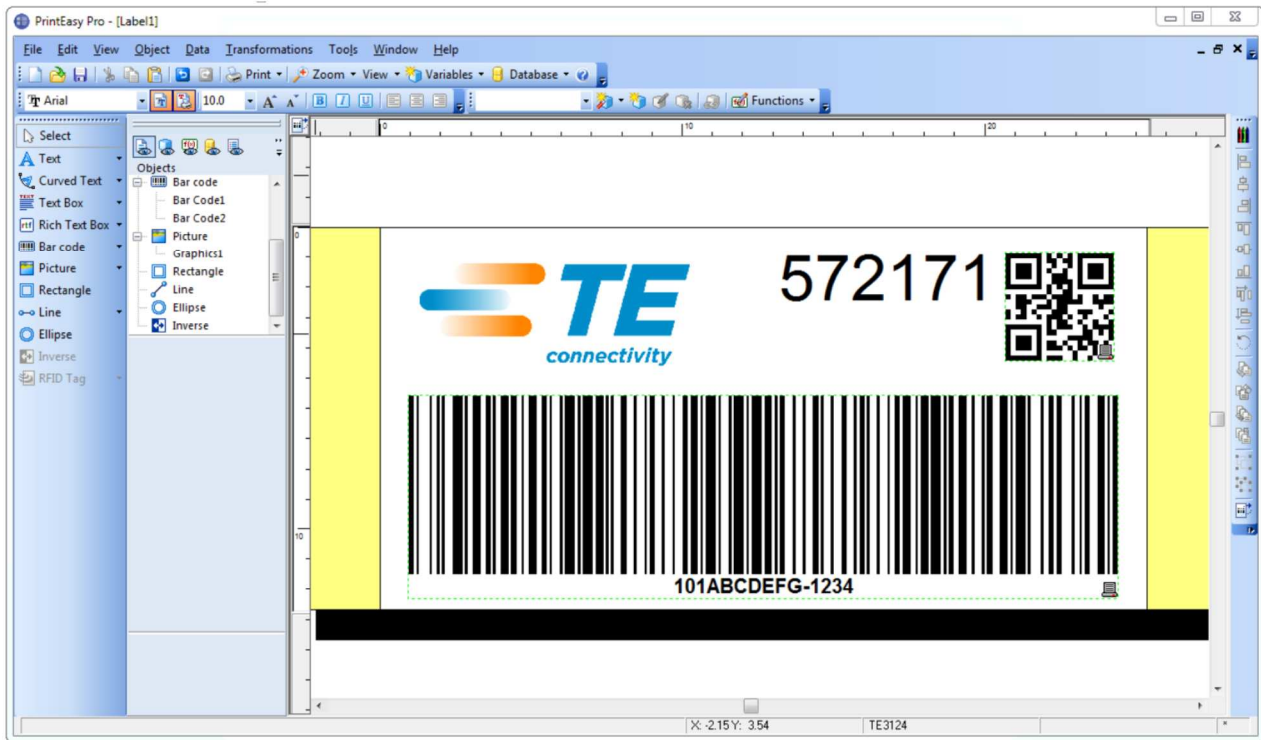 PrintEasy Pro - [Label1]
File Edit View Object Data Transformations Tools Window Help
Print Zoom View Variables Database
Arial 10.0 A A B I U Functions
Select
Text
Curved Text
Text Box
Rich Text Box
Bar code
Picture
Rectangle
Line
Ellipse
Inverse
RFID Tag
Objects
Bar code
Bar Code1
Bar Code2
Picture
Graphics1
Rectangle
Line
Ellipse
Inverse
0 10 20
0
10
TE
connectivity
572171
101ABCDEFG-1234
X: -2.15 Y: 3.54 TE3124